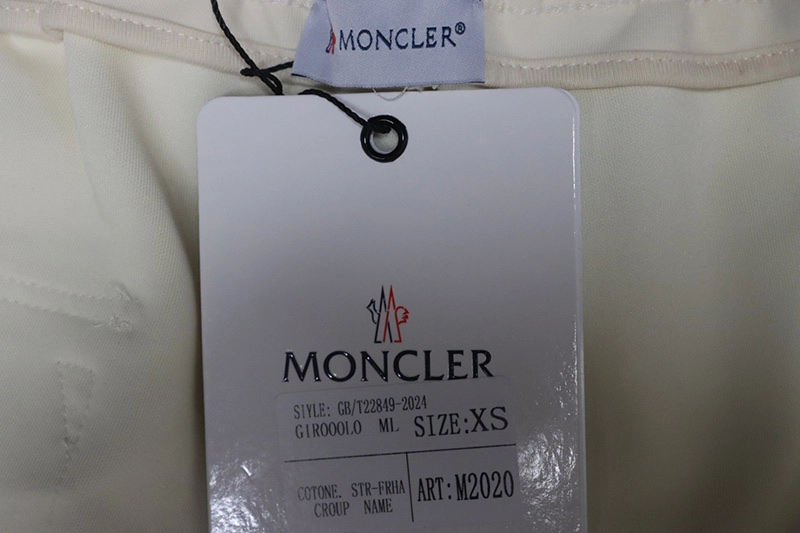 MONCLER®
MONCLER
SIYLE: GB/T22849-2024
GIROOOLO ML SIZE:XS
COTONE. STR-FRHA
CROUP NAME
ART:M2020